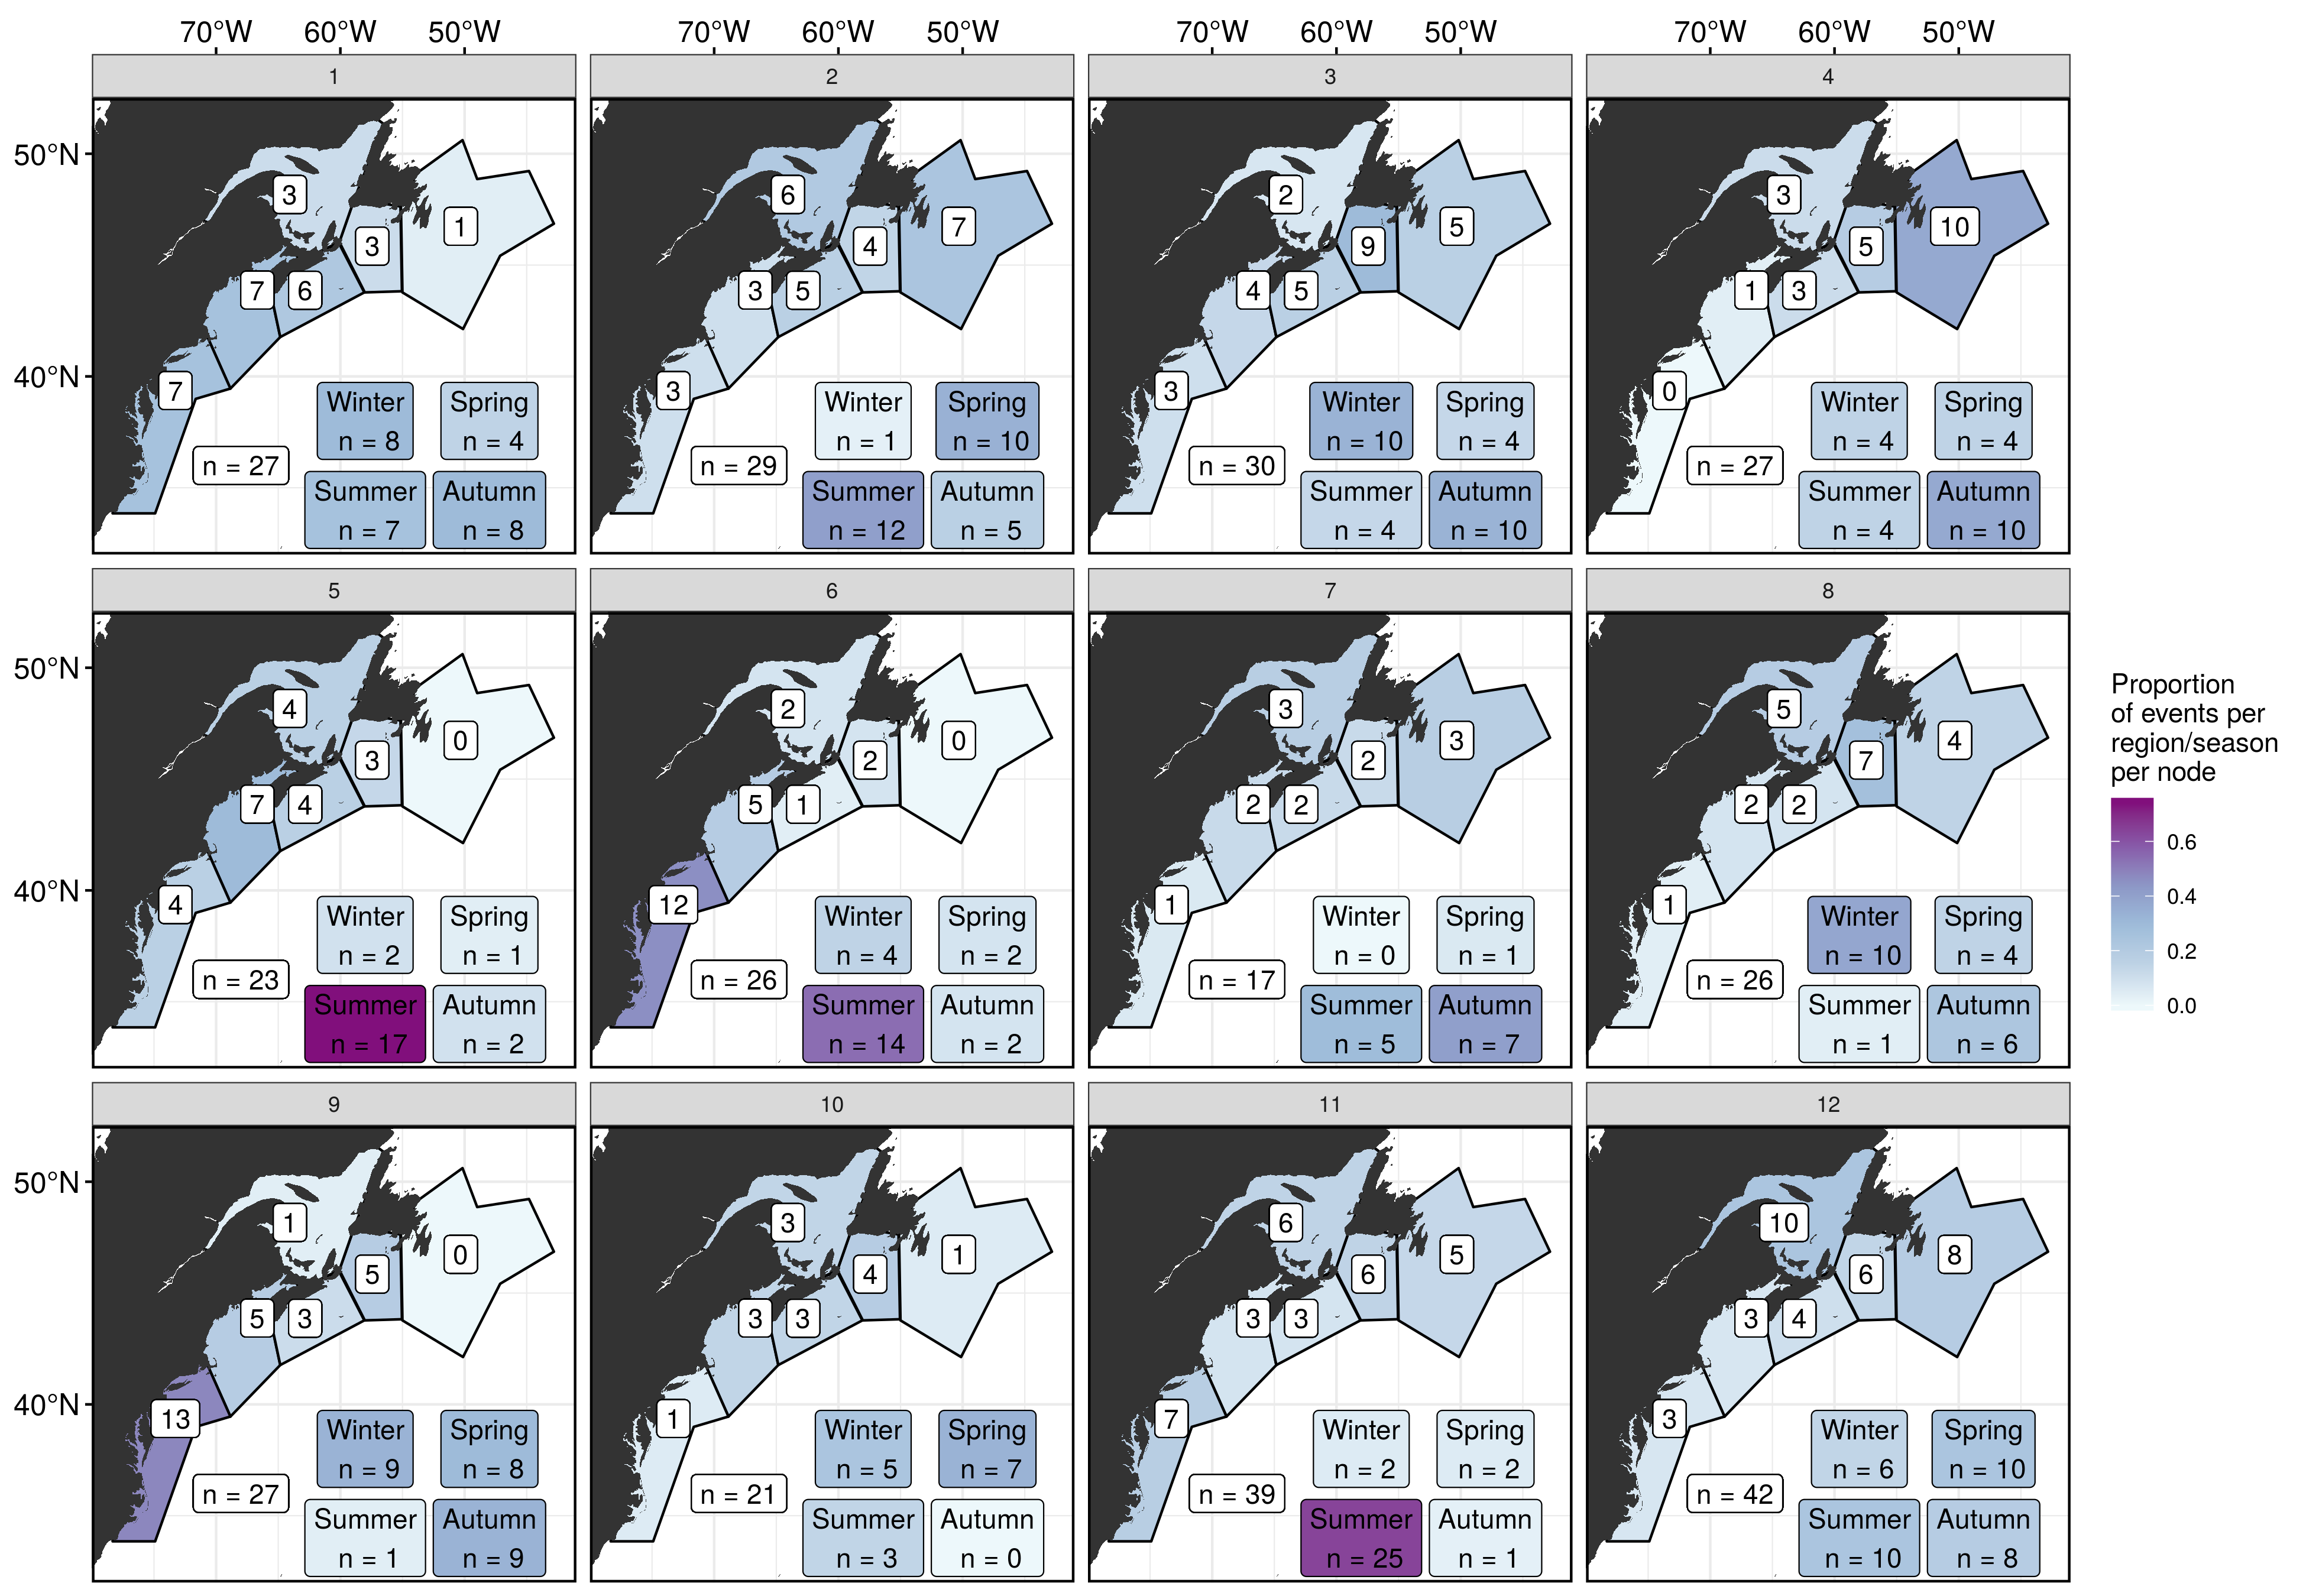 70°W 60°W 50°W 70°W 60°W 50°W 70°W 60°W 50°W 70°W 60°W 50°W
1 2 3 4
50°N
40°N
3
1
3
7 6
7
Winter
n = 8
Spring
n = 4
n = 27
Summer
n = 7
Autumn
n = 8
6
7
4
3 5
3
Winter
n = 1
Spring
n = 10
n = 29
Summer
n = 12
Autumn
n = 5
2
5
9
4 5
3
Winter
n = 10
Spring
n = 4
n = 30
Summer
n = 4
Autumn
n = 10
3
10
5
1 3
0
Winter
n = 4
Spring
n = 4
n = 27
Summer
n = 4
Autumn
n = 10
5 6 7 8
50°N
40°N
4
0
3
7 4
4
Winter
n = 2
Spring
n = 1
n = 23
Summer
n = 17
Autumn
n = 2
2
0
2
5 1
12
Winter
n = 4
Spring
n = 2
n = 26
Summer
n = 14
Autumn
n = 2
3
3
2
2 2
1
Winter
n = 0
Spring
n = 1
n = 17
Summer
n = 5
Autumn
n = 7
5
4
7
2 2
1
Winter
n = 10
Spring
n = 4
n = 26
Summer
n = 1
Autumn
n = 6
9 10 11 12
50°N
40°N
1
0
5
5 3
13
Winter
n = 9
Spring
n = 8
n = 27
Summer
n = 1
Autumn
n = 9
3
1
4
3 3
1
Winter
n = 5
Spring
n = 7
n = 21
Summer
n = 3
Autumn
n = 0
6
5
6
3 3
7
Winter
n = 2
Spring
n = 2
n = 39
Summer
n = 25
Autumn
n = 1
10
8
6
3 4
3
Winter
n = 6
Spring
n = 10
n = 42
Summer
n = 10
Autumn
n = 8
Proportion
of events per
region/season
per node
0.6
0.4
0.2
0.0